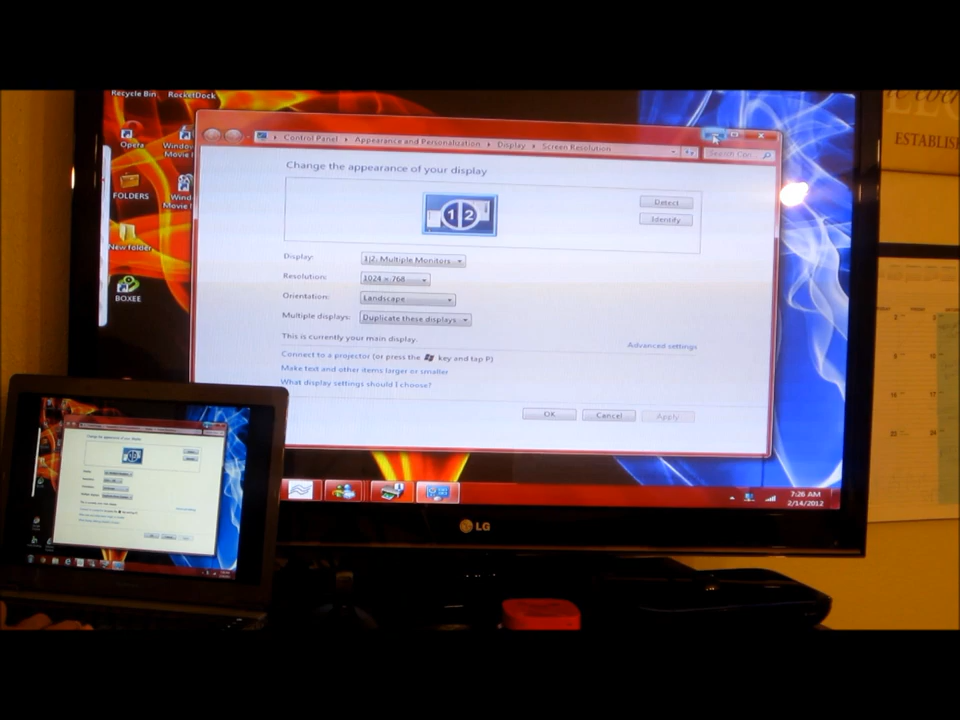 Recycle Bin
RocketDock
Opera
FOLDERS
New folder
BOXEE
Control Panel
Appearance and Personalization
Display
Screen Resolution
Search Con
Change the appearance of your display
1 2
Detect
Identify
Display:
1|2. Multiple Monitors
Resolution:
1024 × 768
Orientation:
Landscape
Multiple displays:
Duplicate these displays
This is currently your main display.
Advanced settings
Connect to a projector (or press the key and tap P)
Make text and other items larger or smaller
What display settings should I choose?
OK
Cancel
Apply
7:26 AM
2/14/2012
LG
ESTABLIS